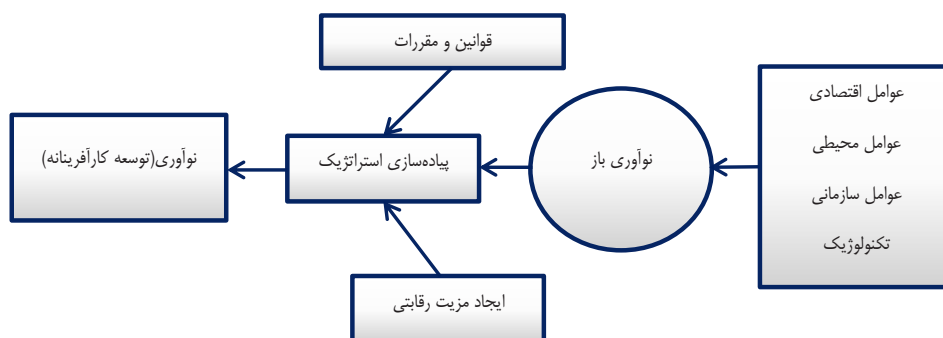 قوانین و مقررات
عوامل اقتصادی
عوامل محیطی
عوامل سازمانی
تکنولوژیک
نوآوری باز
پیاده‌سازی استراتژیک
نوآوری(توسعه کارآفرینانه)
ایجاد مزیت رقابتی